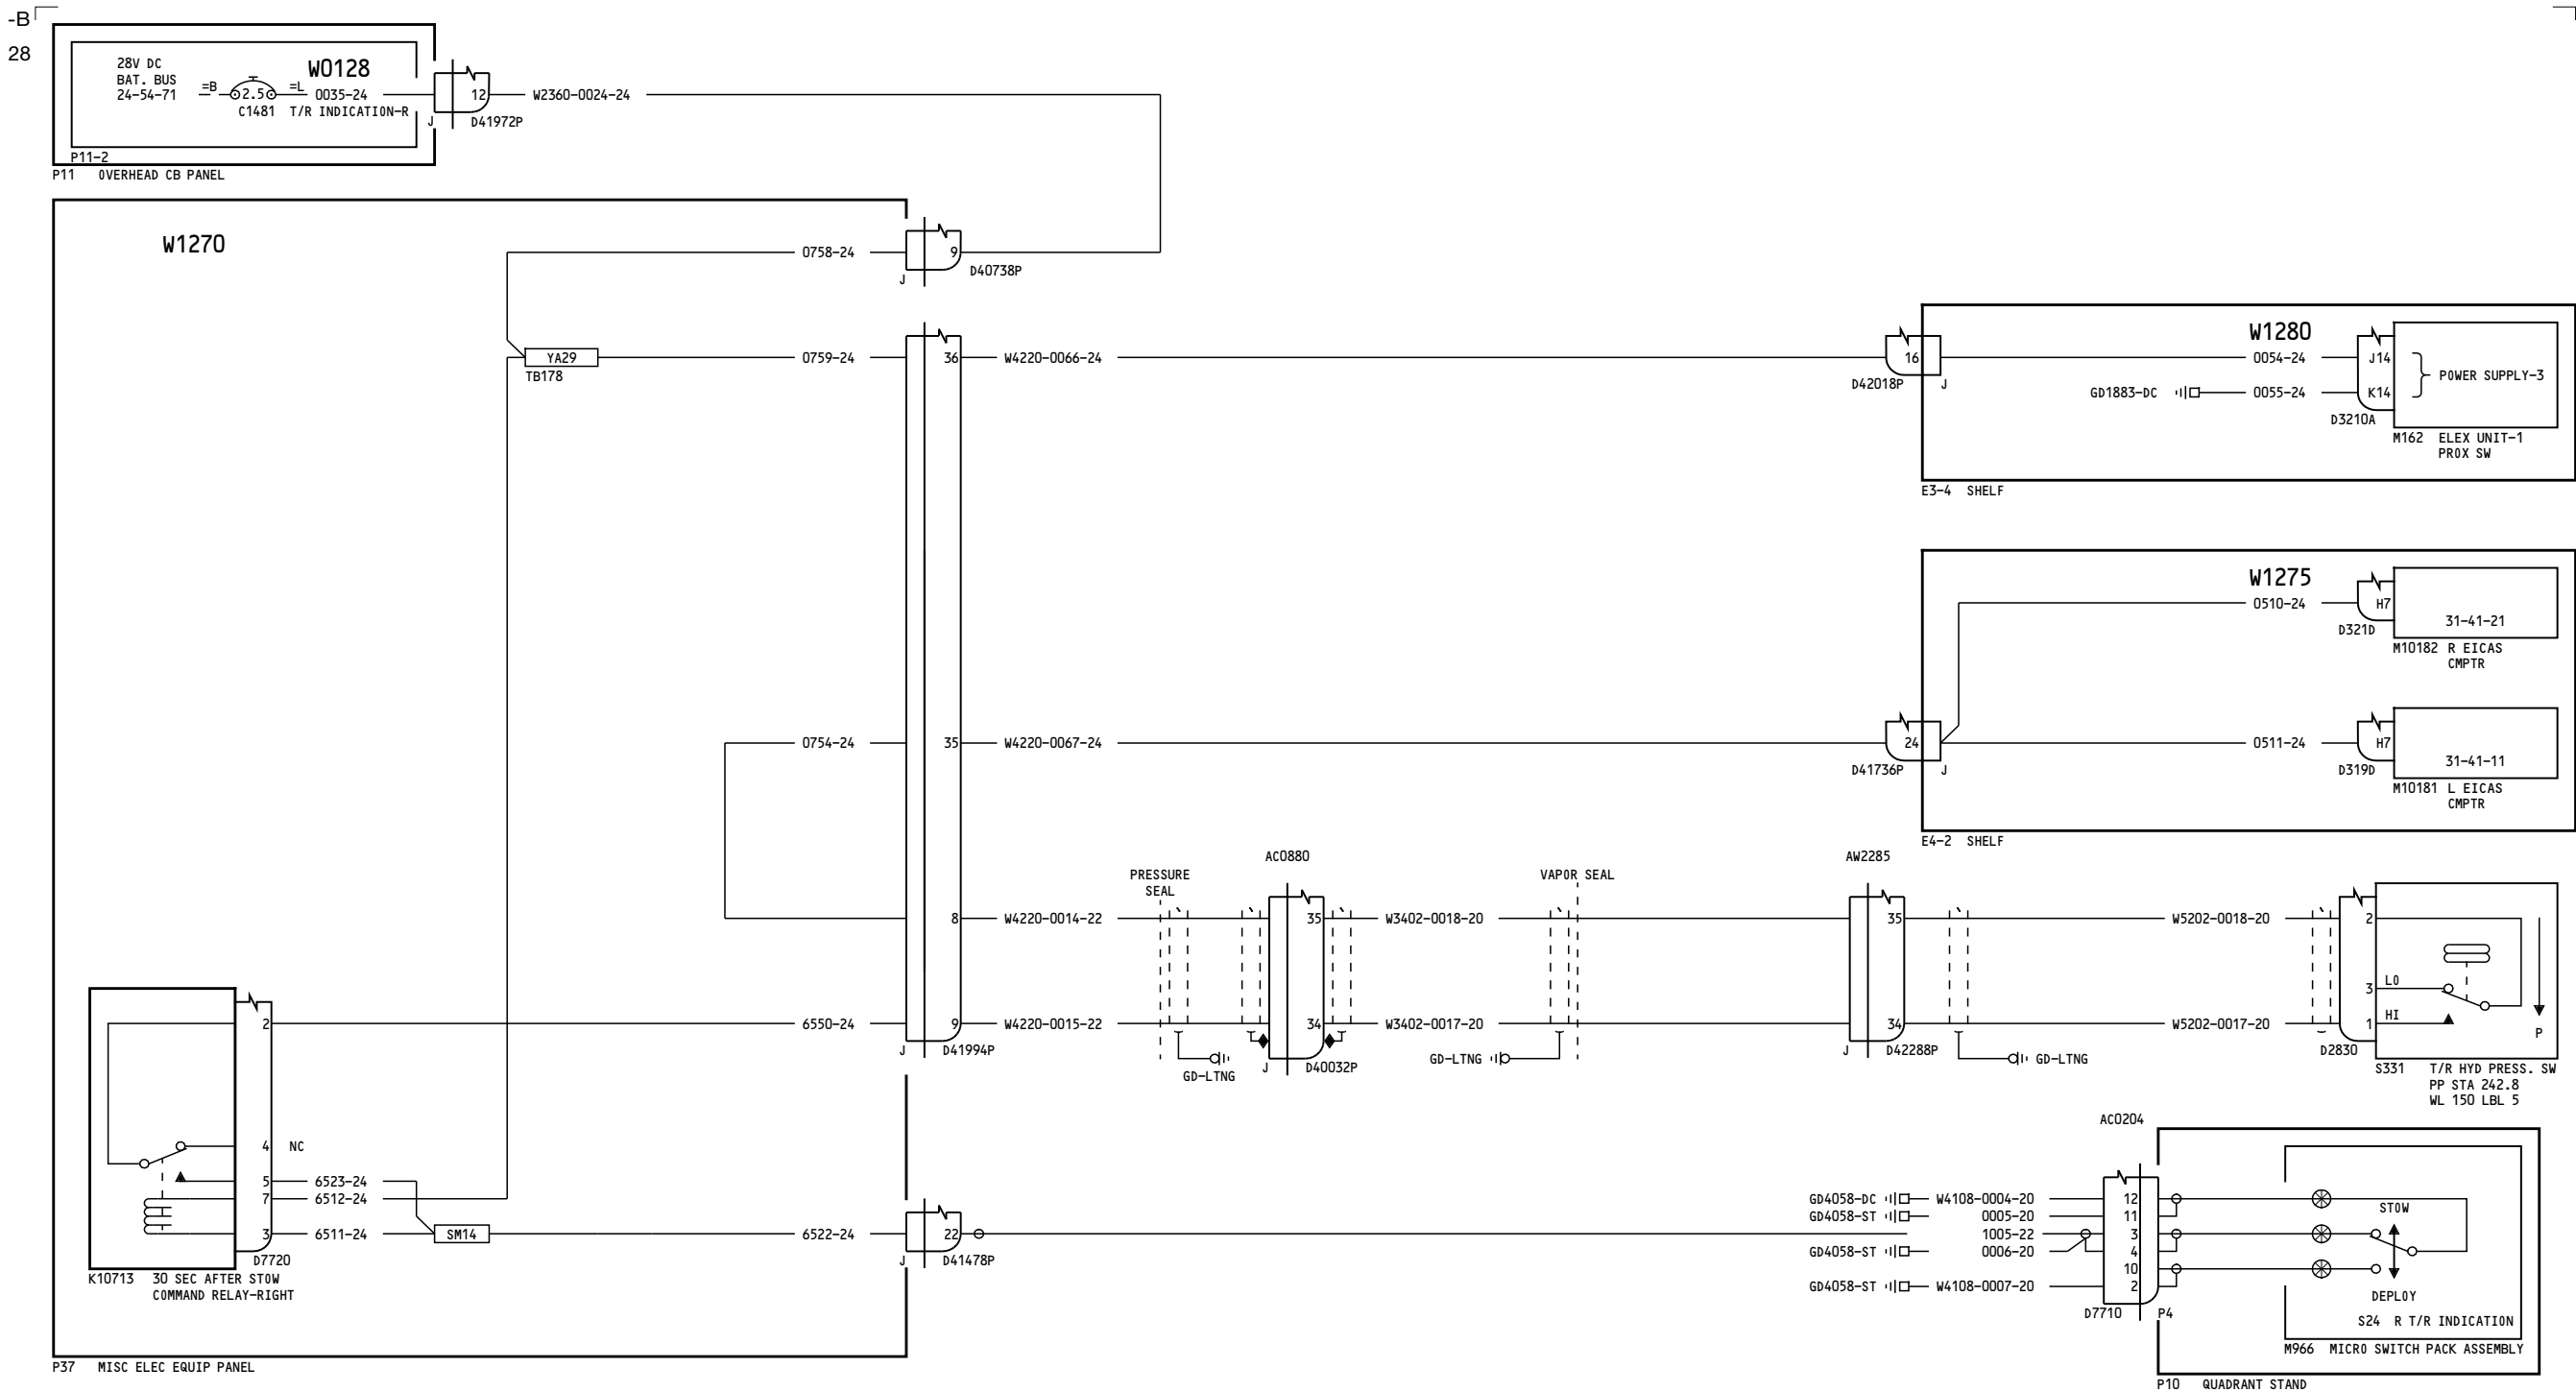 -B
28
28V DC
BAT. BUS
24-54-71
=B
2.5
=L
C1481
W0128
0035-24
T/R INDICATION-R
12
J
D41972P
W2360-0024-24
P11-2
P11 OVERHEAD CB PANEL
W1270
0758-24
9
J
D40738P
YA29
TB178
0759-24
36
W4220-0066-24
16
D42018P
J
W1280
0054-24
J14
POWER SUPPLY-3
GD1883-DC
0055-24
K14
D3210A
M162 ELEX UNIT-1
PROX SW
E3-4 SHELF
W1275
0510-24
H7
31-41-21
D321D
M10182 R EICAS
CMPTR
0754-24
35
W4220-0067-24
24
D41736P
J
0511-24
H7
31-41-11
D319D
M10181 L EICAS
CMPTR
E4-2 SHELF
PRESSURE
SEAL
AC0880
VAPOR SEAL
AW2285
8
W4220-0014-22
35
W3402-0018-20
35
W5202-0018-20
2
3
LO
HI
2
6550-24
9
W4220-0015-22
34
W3402-0017-20
34
W5202-0017-20
1
P
J
D41994P
GD-LTNG
J
D40032P
GD-LTNG
J
D42288P
GD-LTNG
D2830
S331 T/R HYD PRESS. SW
PP STA 242.8
WL 150 LBL 5
4 NC
5 6523-24
7 6512-24
3 6511-24
SM14
6522-24
22
J
D41478P
D7720
K10713 30 SEC AFTER STOW
COMMAND RELAY-RIGHT
P37 MISC ELEC EQUIP PANEL
AC0204
GD4058-DC W4108-0004-20 12
GD4058-ST 0005-20 11
1005-22 3
GD4058-ST 0006-20 4
10
GD4058-ST W4108-0007-20 2
D7710
P4
STOW
DEPLOY
S24 R T/R INDICATION
M966 MICRO SWITCH PACK ASSEMBLY
P10 QUADRANT STAND